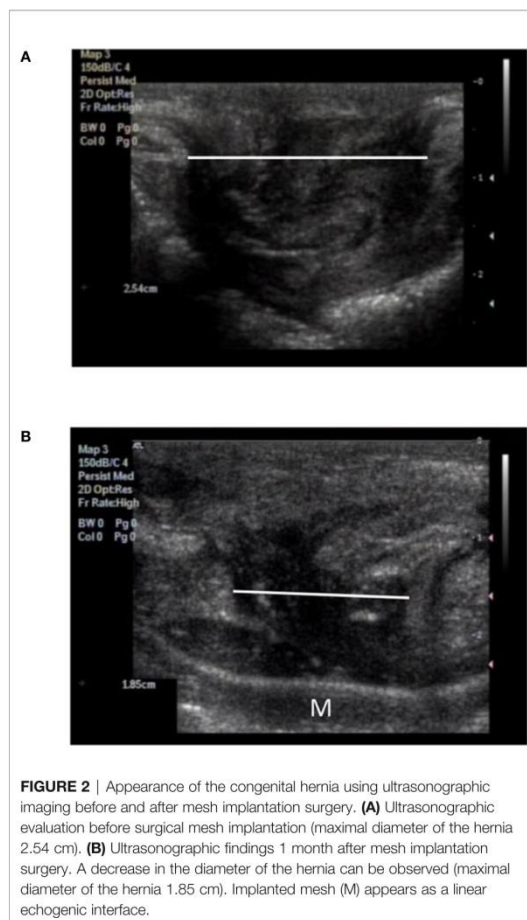 A
Map 3
150dB/C 4
Persist Med
2D Opt:Res
Fr Rate:High
BW 0 Pg 0
Col 0 Pg 0
0
1
2
2.54cm
B
Map 3
150dB/C 4
Persist Med
2D Opt:Res
Fr Rate:High
BW 0 Pg 0
Col 0 Pg 0
0
1
1.85cm
M
FIGURE 2 | Appearance of the congenital hernia using ultrasonographic
imaging before and after mesh implantation surgery. (A) Ultrasonographic
evaluation before surgical mesh implantation (maximal diameter of the hernia
2.54 cm). (B) Ultrasonographic findings 1 month after mesh implantation
surgery. A decrease in the diameter of the hernia can be observed (maximal
diameter of the hernia 1.85 cm). Implanted mesh (M) appears as a linear
echogenic interface.